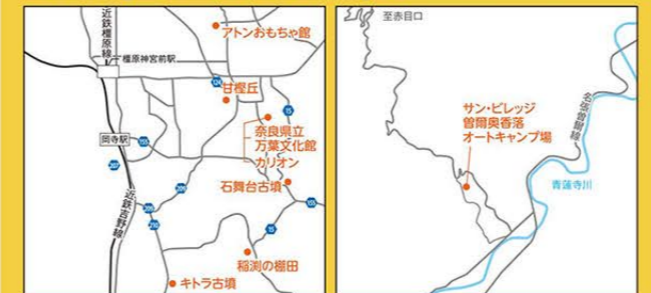 近鉄橿原線
橿原神宮前駅
アトンおもちゃ館
甘樫丘
15
奈良県立
万葉文化館
カリオン
岡寺駅
石舞台古墳
近鉄吉野線
15
稲渕の棚田
キトラ古墳
至赤目口
サン・ビレッジ
曽爾奥香落
オートキャンプ場
名張曽爾線
青蓮寺川